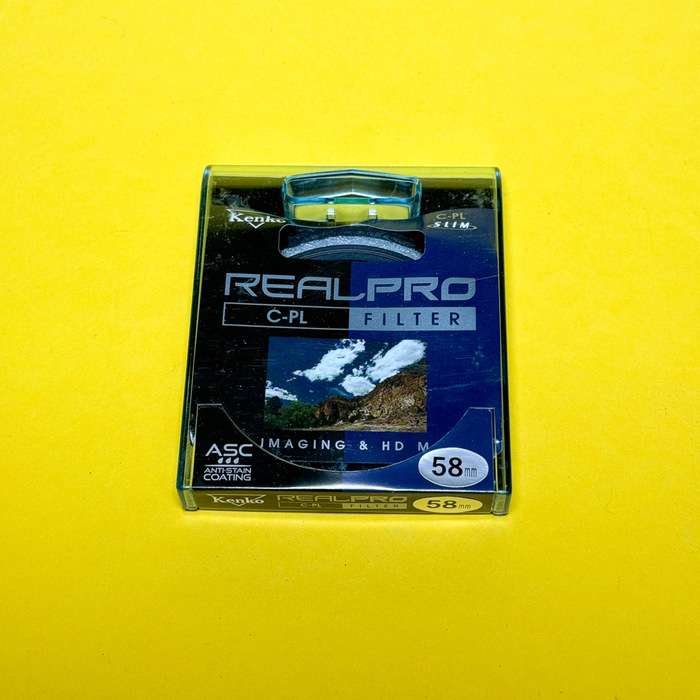 Kenko
C-PL
SLIM
REALPRO
C-PL FILTER
IMAGING & HD M
ASC
ANTI-STAIN
COATING
58mm
Kenko REALPRO
C-PL FILTER
58mm